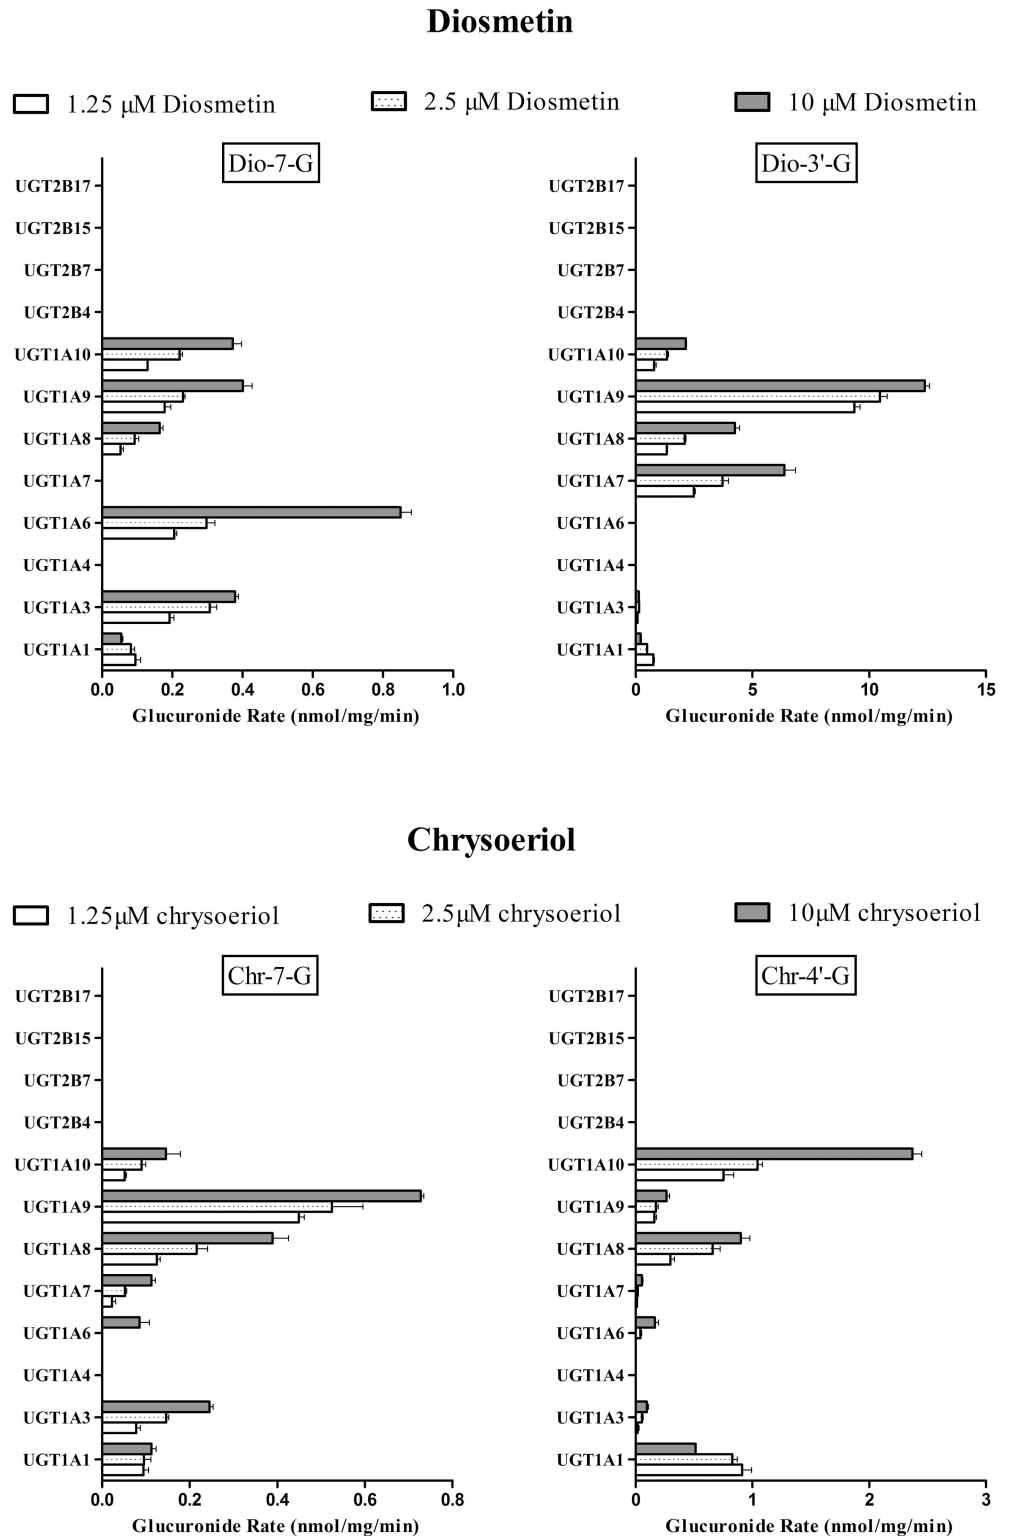 Diosmetin
1.25 μM Diosmetin 2.5 μM Diosmetin 10 μM Diosmetin
Dio-7-G
UGT2B17
UGT2B15
UGT2B7
UGT2B4
UGT1A10
UGT1A9
UGT1A8
UGT1A7
UGT1A6
UGT1A4
UGT1A3
UGT1A1
0.0 0.2 0.4 0.6 0.8 1.0
Glucuronide Rate (nmol/mg/min)
Dio-3'-G
UGT2B17
UGT2B15
UGT2B7
UGT2B4
UGT1A10
UGT1A9
UGT1A8
UGT1A7
UGT1A6
UGT1A4
UGT1A3
UGT1A1
0 5 10 15
Glucuronide Rate (nmol/mg/min)
Chrysoeriol
1.25μM chrysoeriol 2.5μM chrysoeriol 10μM chrysoeriol
Chr-7-G
UGT2B17
UGT2B15
UGT2B7
UGT2B4
UGT1A10
UGT1A9
UGT1A8
UGT1A7
UGT1A6
UGT1A4
UGT1A3
UGT1A1
0.0 0.2 0.4 0.6 0.8
Glucuronide Rate (nmol/mg/min)
Chr-4'-G
UGT2B17
UGT2B15
UGT2B7
UGT2B4
UGT1A10
UGT1A9
UGT1A8
UGT1A7
UGT1A6
UGT1A4
UGT1A3
UGT1A1
0 1 2 3
Glucuronide Rate (nmol/mg/min)